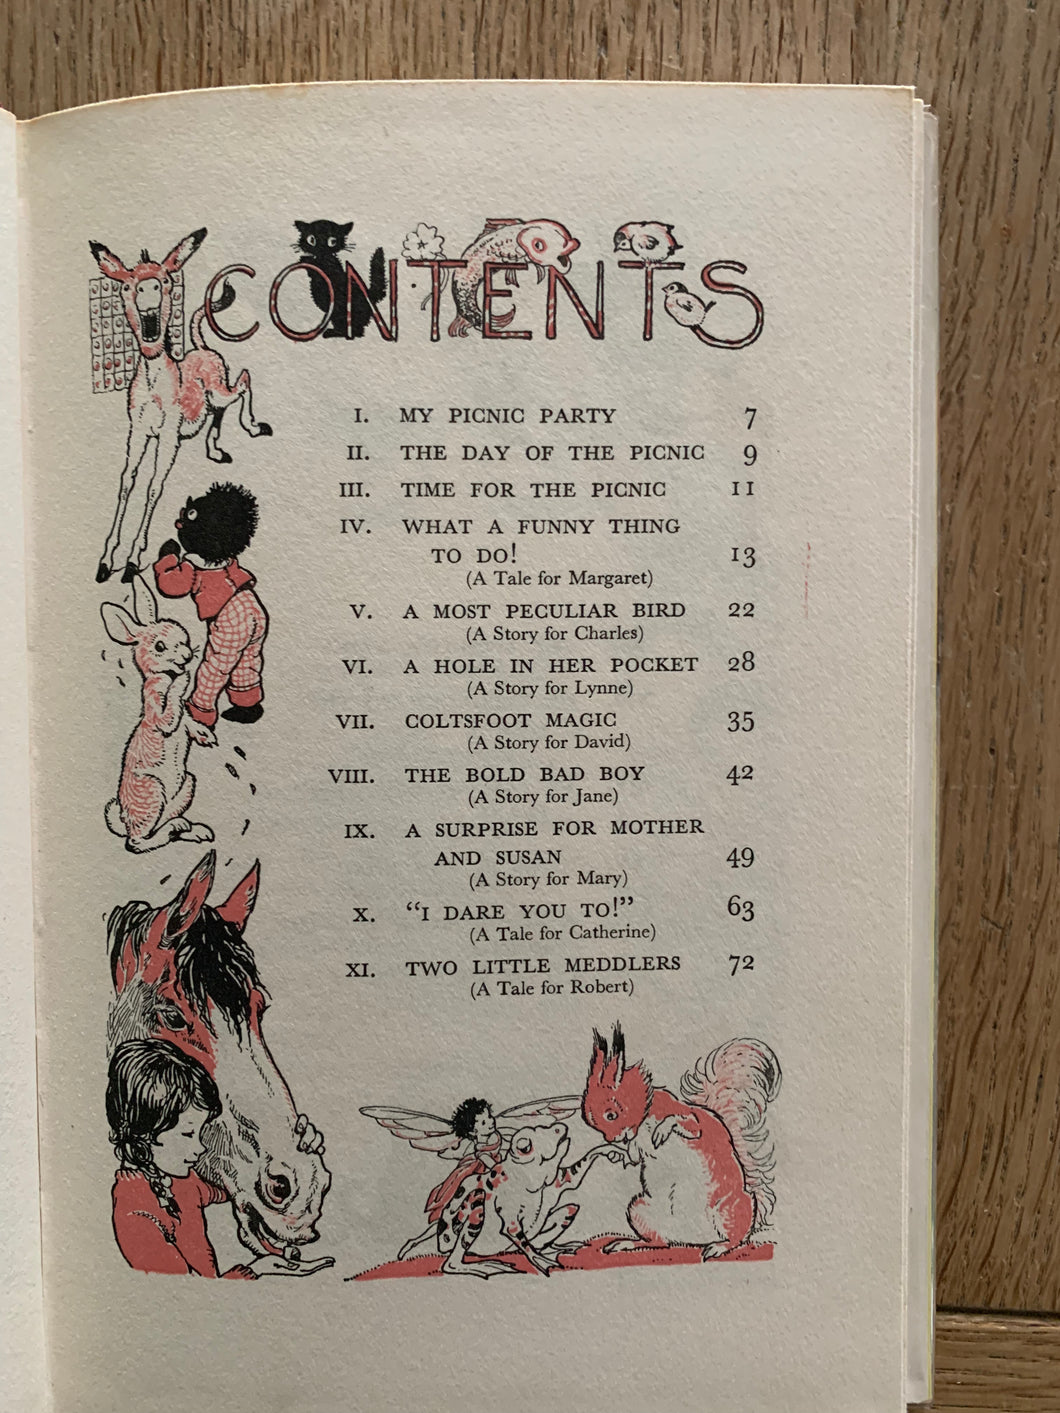 CONTENTS
I. MY PICNIC PARTY 7
II. THE DAY OF THE PICNIC 9
III. TIME FOR THE PICNIC 11
IV. WHAT A FUNNY THING
TO DO! 13
(A Tale for Margaret)
V. A MOST PECULIAR BIRD 22
(A Story for Charles)
VI. A HOLE IN HER POCKET 28
(A Story for Lynne)
VII. COLTSFOOT MAGIC 35
(A Story for David)
VIII. THE BOLD BAD BOY 42
(A Story for Jane)
IX. A SURPRISE FOR MOTHER
AND SUSAN 49
(A Story for Mary)
X. "I DARE YOU TO!" 63
(A Tale for Catherine)
XI. TWO LITTLE MEDDLERS 72
(A Tale for Robert)